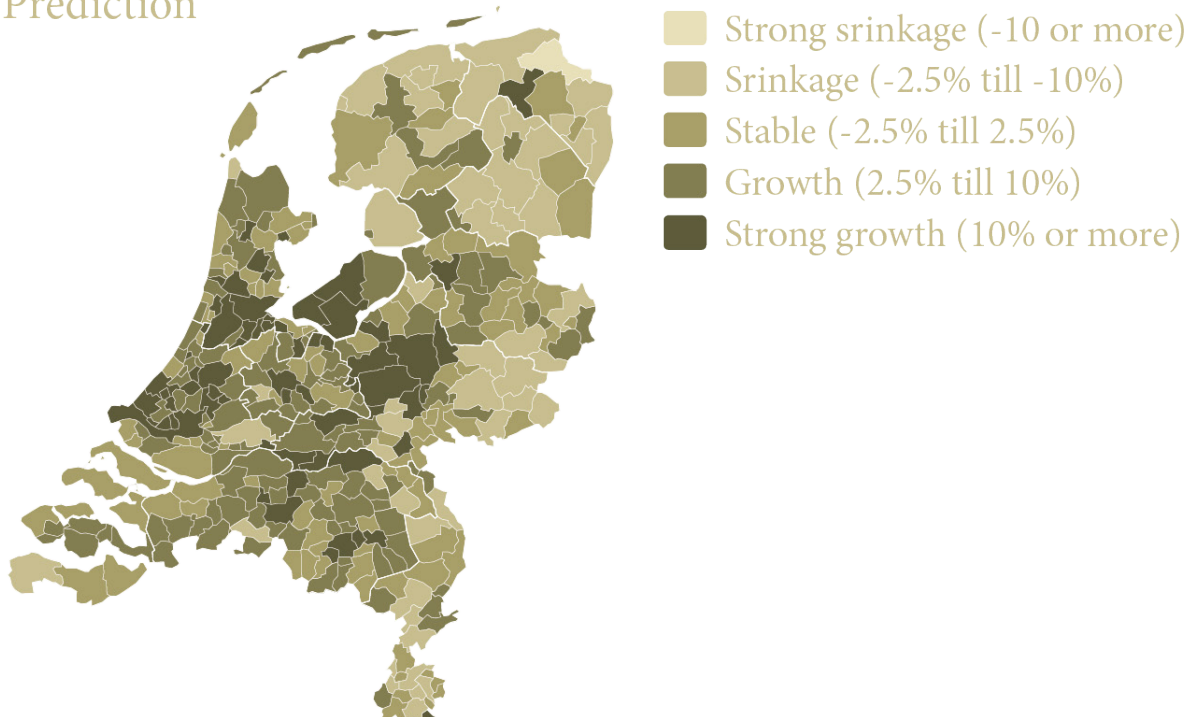 Prediction
Strong srinkage (-10 or more)
Srinkage (-2.5% till -10%)
Stable (-2.5% till 2.5%)
Growth (2.5% till 10%)
Strong growth (10% or more)